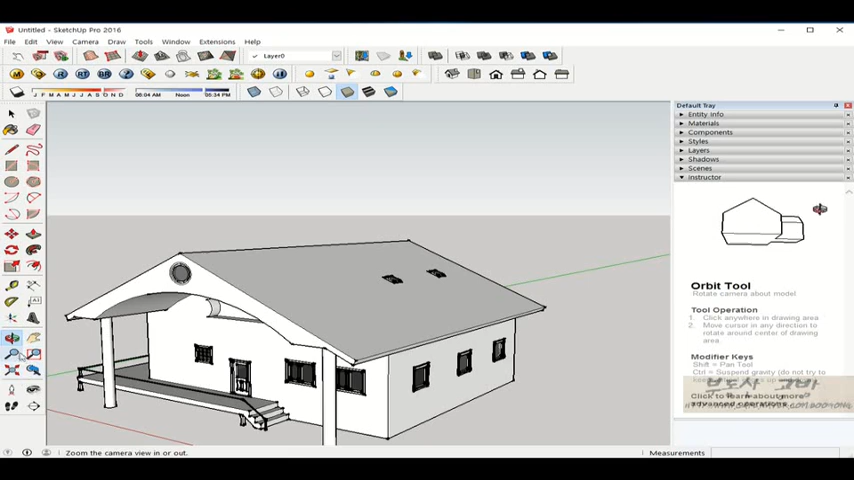 Untitled - SketchUp Pro 2016
File Edit View Camera Draw Tools Window Extensions Help
Layer0
J F M A M J J A S O N D 06:04 AM Noon 05:34 PM
Default Tray
Entity Info
Materials
Components
Styles
Layers
Shadows
Scenes
Instructor
Orbit Tool
Rotate camera about model
Tool Operation
1. Click anywhere in drawing area
2. Move cursor in any direction to
rotate around center of drawing
area.
Modifier Keys
Shift = Pan Tool
Ctrl = Suspend gravity (do not try to
Click to learn about more
advanced operations
Zoom the camera view in or out.
Measurements